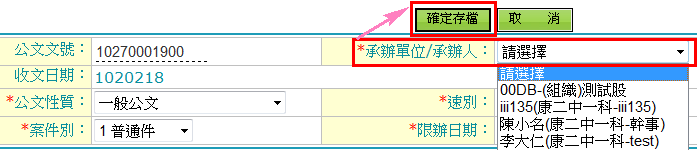 確定存檔 取 消
公文文號： 10270001900 *承辦單位/承辦人： 請選擇
收文日期： 1020218 請選擇
00DB-(組織)測試股
*公文性質： 一般公文 *速別： iii135(康二中一科-iii135)
陳小名(康二中一科-幹事)
*案件別： 1 普通件 *限辦日期： 李大仁(康二中一科-test)